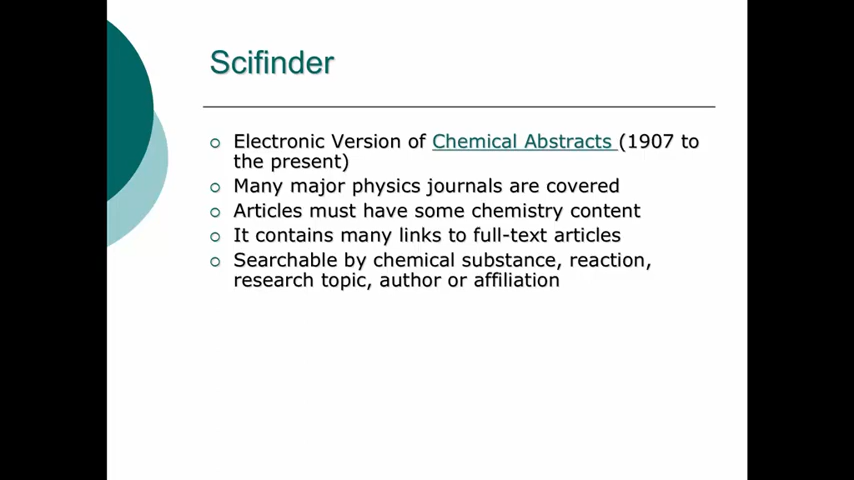 Scifinder
Electronic Version of Chemical Abstracts (1907 to
the present)
Many major physics journals are covered
Articles must have some chemistry content
It contains many links to full-text articles
Searchable by chemical substance, reaction,
research topic, author or affiliation